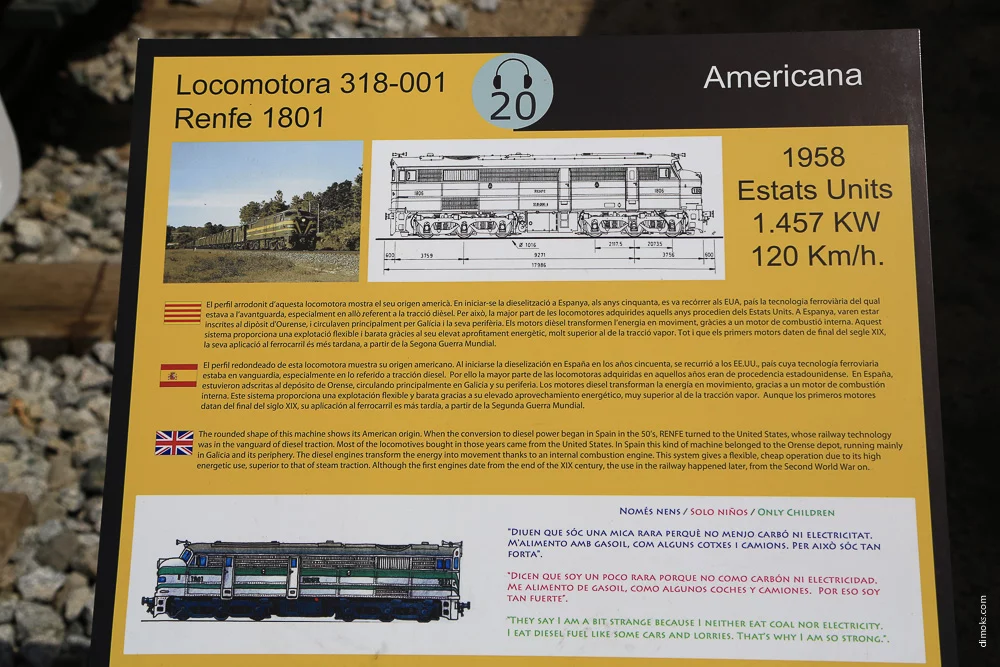 Locomotora 318-001
Renfe 1801
20
Americana
1958
Estats Units
1.457 KW
120 Km/h.
1806
RENFE
1806
Ø 1016
2117.5
2073.5
600
3759
9271
3756
600
17986
El perfil arrodonit d'aquesta locomotora mostra el seu origen americà. En iniciar-se la dieselització a Espanya, als anys cinquanta, es va recórrer als EUA, país la tecnologia ferroviària del qual
estava a l'avantguarda, especialment en allò referent a la tracció dièsel. Per això, la major part de les locomotores adquirides aquells anys procedien dels Estats Units. A Espanya, varen estar
inscrites al dipòsit d'Ourense, i circulaven principalment per Galícia i la seva perifèria. Els motors dièsel transformen l'energia en moviment, gràcies a un motor de combustió interna. Aquest
sistema proporciona una explotació flexible i barata gràcies al seu elevat aprofitament energètic, molt superior al de la tracció a vapor. Tot i que els primers motors daten de final del segle XIX,
la seva aplicació al ferrocarril és més tardana, a partir de la Segona Guerra Mundial.
El perfil redondeado de esta locomotora muestra su origen americano. Al iniciarse la dieselización en España en los años cincuenta, se recurrió a los EE.UU., país cuya tecnología ferroviaria
estaba en vanguardia, especialmente en lo referido a tracción diesel. Por ello la mayor parte de las locomotoras adquiridas en aquellos años eran de procedencia estadounidense. En España,
estuvieron adscritas al depósito de Orense, circulando principalmente en Galicia y su periferia. Los motores diesel transforman la energía en movimiento, gracias a un motor de combustión
interna. Este sistema proporciona una explotación flexible y barata gracias a su elevado aprovechamiento energético, muy superior al de la tracción vapor. Aunque los primeros motores
datan del final del siglo XIX, su aplicación al ferrocarril es más tardía, a partir de la Segunda Guerra Mundial.
The rounded shape of this machine shows its American origin. When the conversion to diesel power began in Spain in the 50's, RENFE turned to the United States, whose railway technology
was in the vanguard of diesel traction. Most of the locomotives bought in those years came from the United States. In Spain this kind of machine belonged to the Orense depot, running mainly
in Galicia and its periphery. The diesel engines transform the energy into movement thanks to an internal combustion engine. This system gives a flexible, cheap operation due to its high
energetic use, superior to that of steam traction. Although the first engines date from the end of the XIX century, the use in the railway happened later, from the Second World War on.
Només nens / Solo niños / Only Children
"Diuen que sóc una mica rara perquè no menjo carbó ni electricitat.
M'alimento amb gasoil, com alguns cotxes i camions. Per això sóc tan
forta".
"Dicen que soy un poco rara porque no como carbón ni electricidad.
Me alimento de gasoil, como algunos coches y camiones. Por eso soy
tan fuerte".
"They say I am a bit strange because I neither eat coal nor electricity.
I eat diesel fuel like some cars and lorries. That's why I am so strong.".
dimoks.com